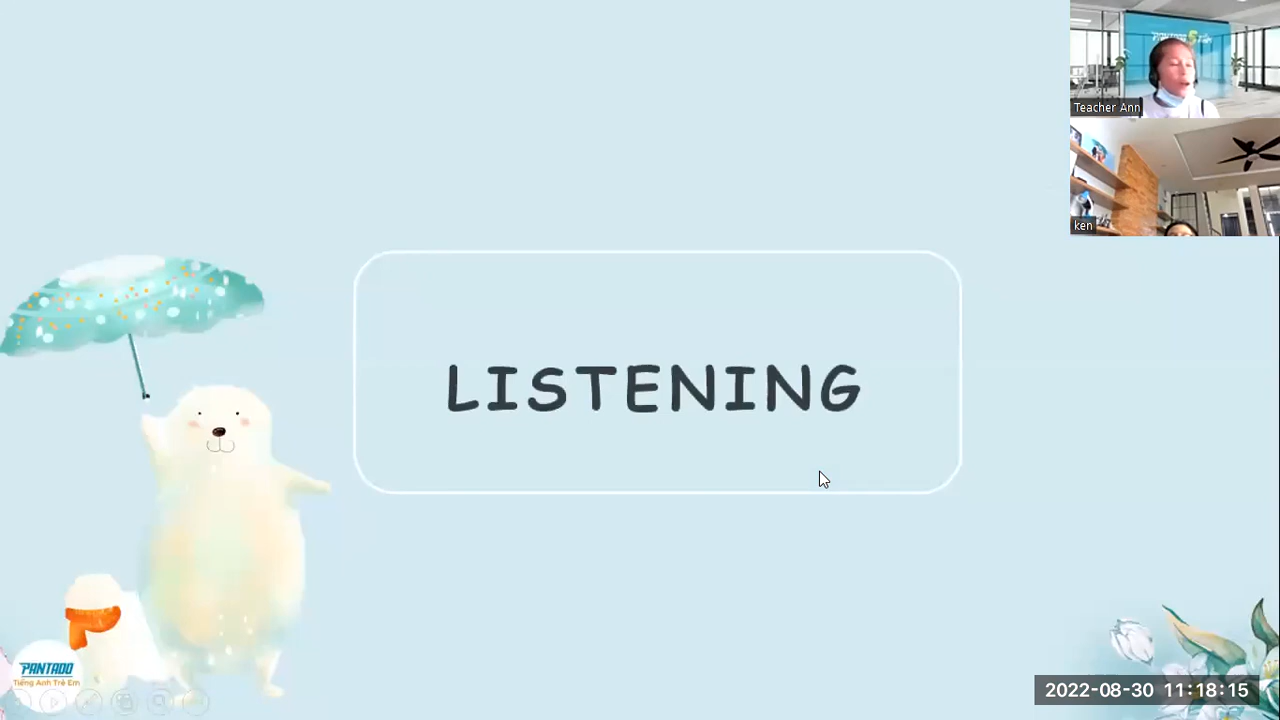 Teacher Ann
ken
LISTENING
PANTADO
Tiếng Anh Trẻ Em
2022-08-30 11:18:15